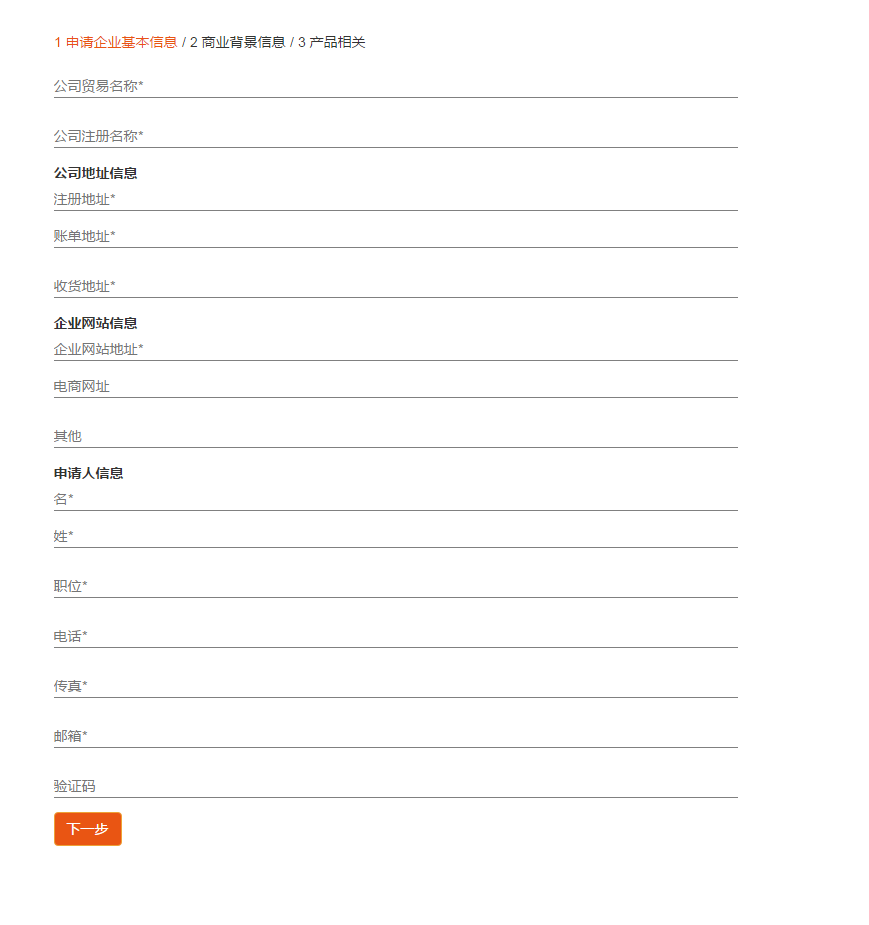 1 申请企业基本信息 / 2 商业背景信息 / 3 产品相关
公司贸易名称*
公司注册名称*
公司地址信息
注册地址*
账单地址*
收货地址*
企业网站信息
企业网站地址*
电商网址
其他
申请人信息
名*
姓*
职位*
电话*
传真*
邮箱*
验证码
下一步